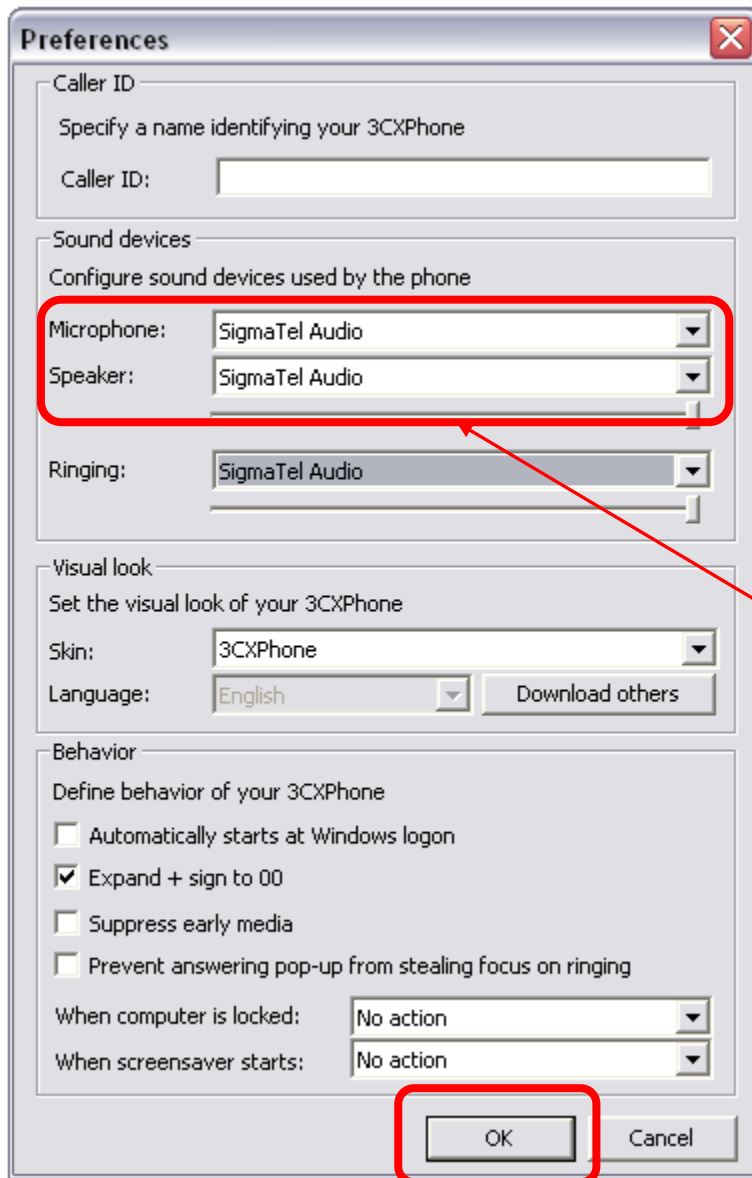 Preferences
Caller ID
Specify a name identifying your 3CXPhone
Caller ID:
Sound devices
Configure sound devices used by the phone
Microphone: SigmaTel Audio
Speaker: SigmaTel Audio
Ringing: SigmaTel Audio
Visual look
Set the visual look of your 3CXPhone
Skin: 3CXPhone
Language: English Download others
Behavior
Define behavior of your 3CXPhone
Automatically starts at Windows logon
Expand + sign to 00
Suppress early media
Prevent answering pop-up from stealing focus on ringing
When computer is locked: No action
When screensaver starts: No action
OK Cancel